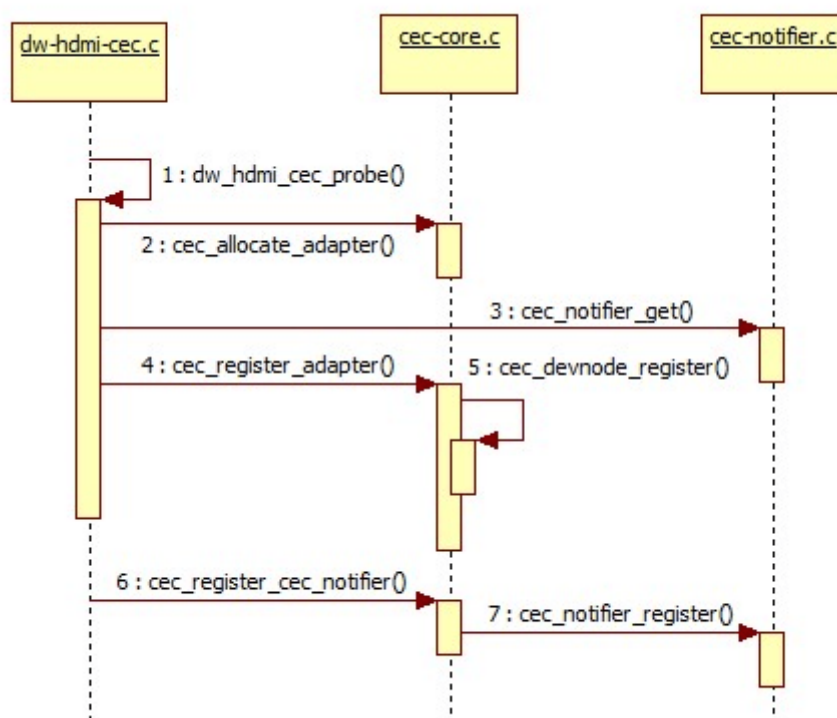 dw-hdmi-cec.c
cec-core.c
cec-notifier.c
1 : dw_hdmi_cec_probe()
2 : cec_allocate_adapter()
3 : cec_notifier_get()
4 : cec_register_adapter()
5 : cec_devnode_register()
6 : cec_register_cec_notifier()
7 : cec_notifier_register()